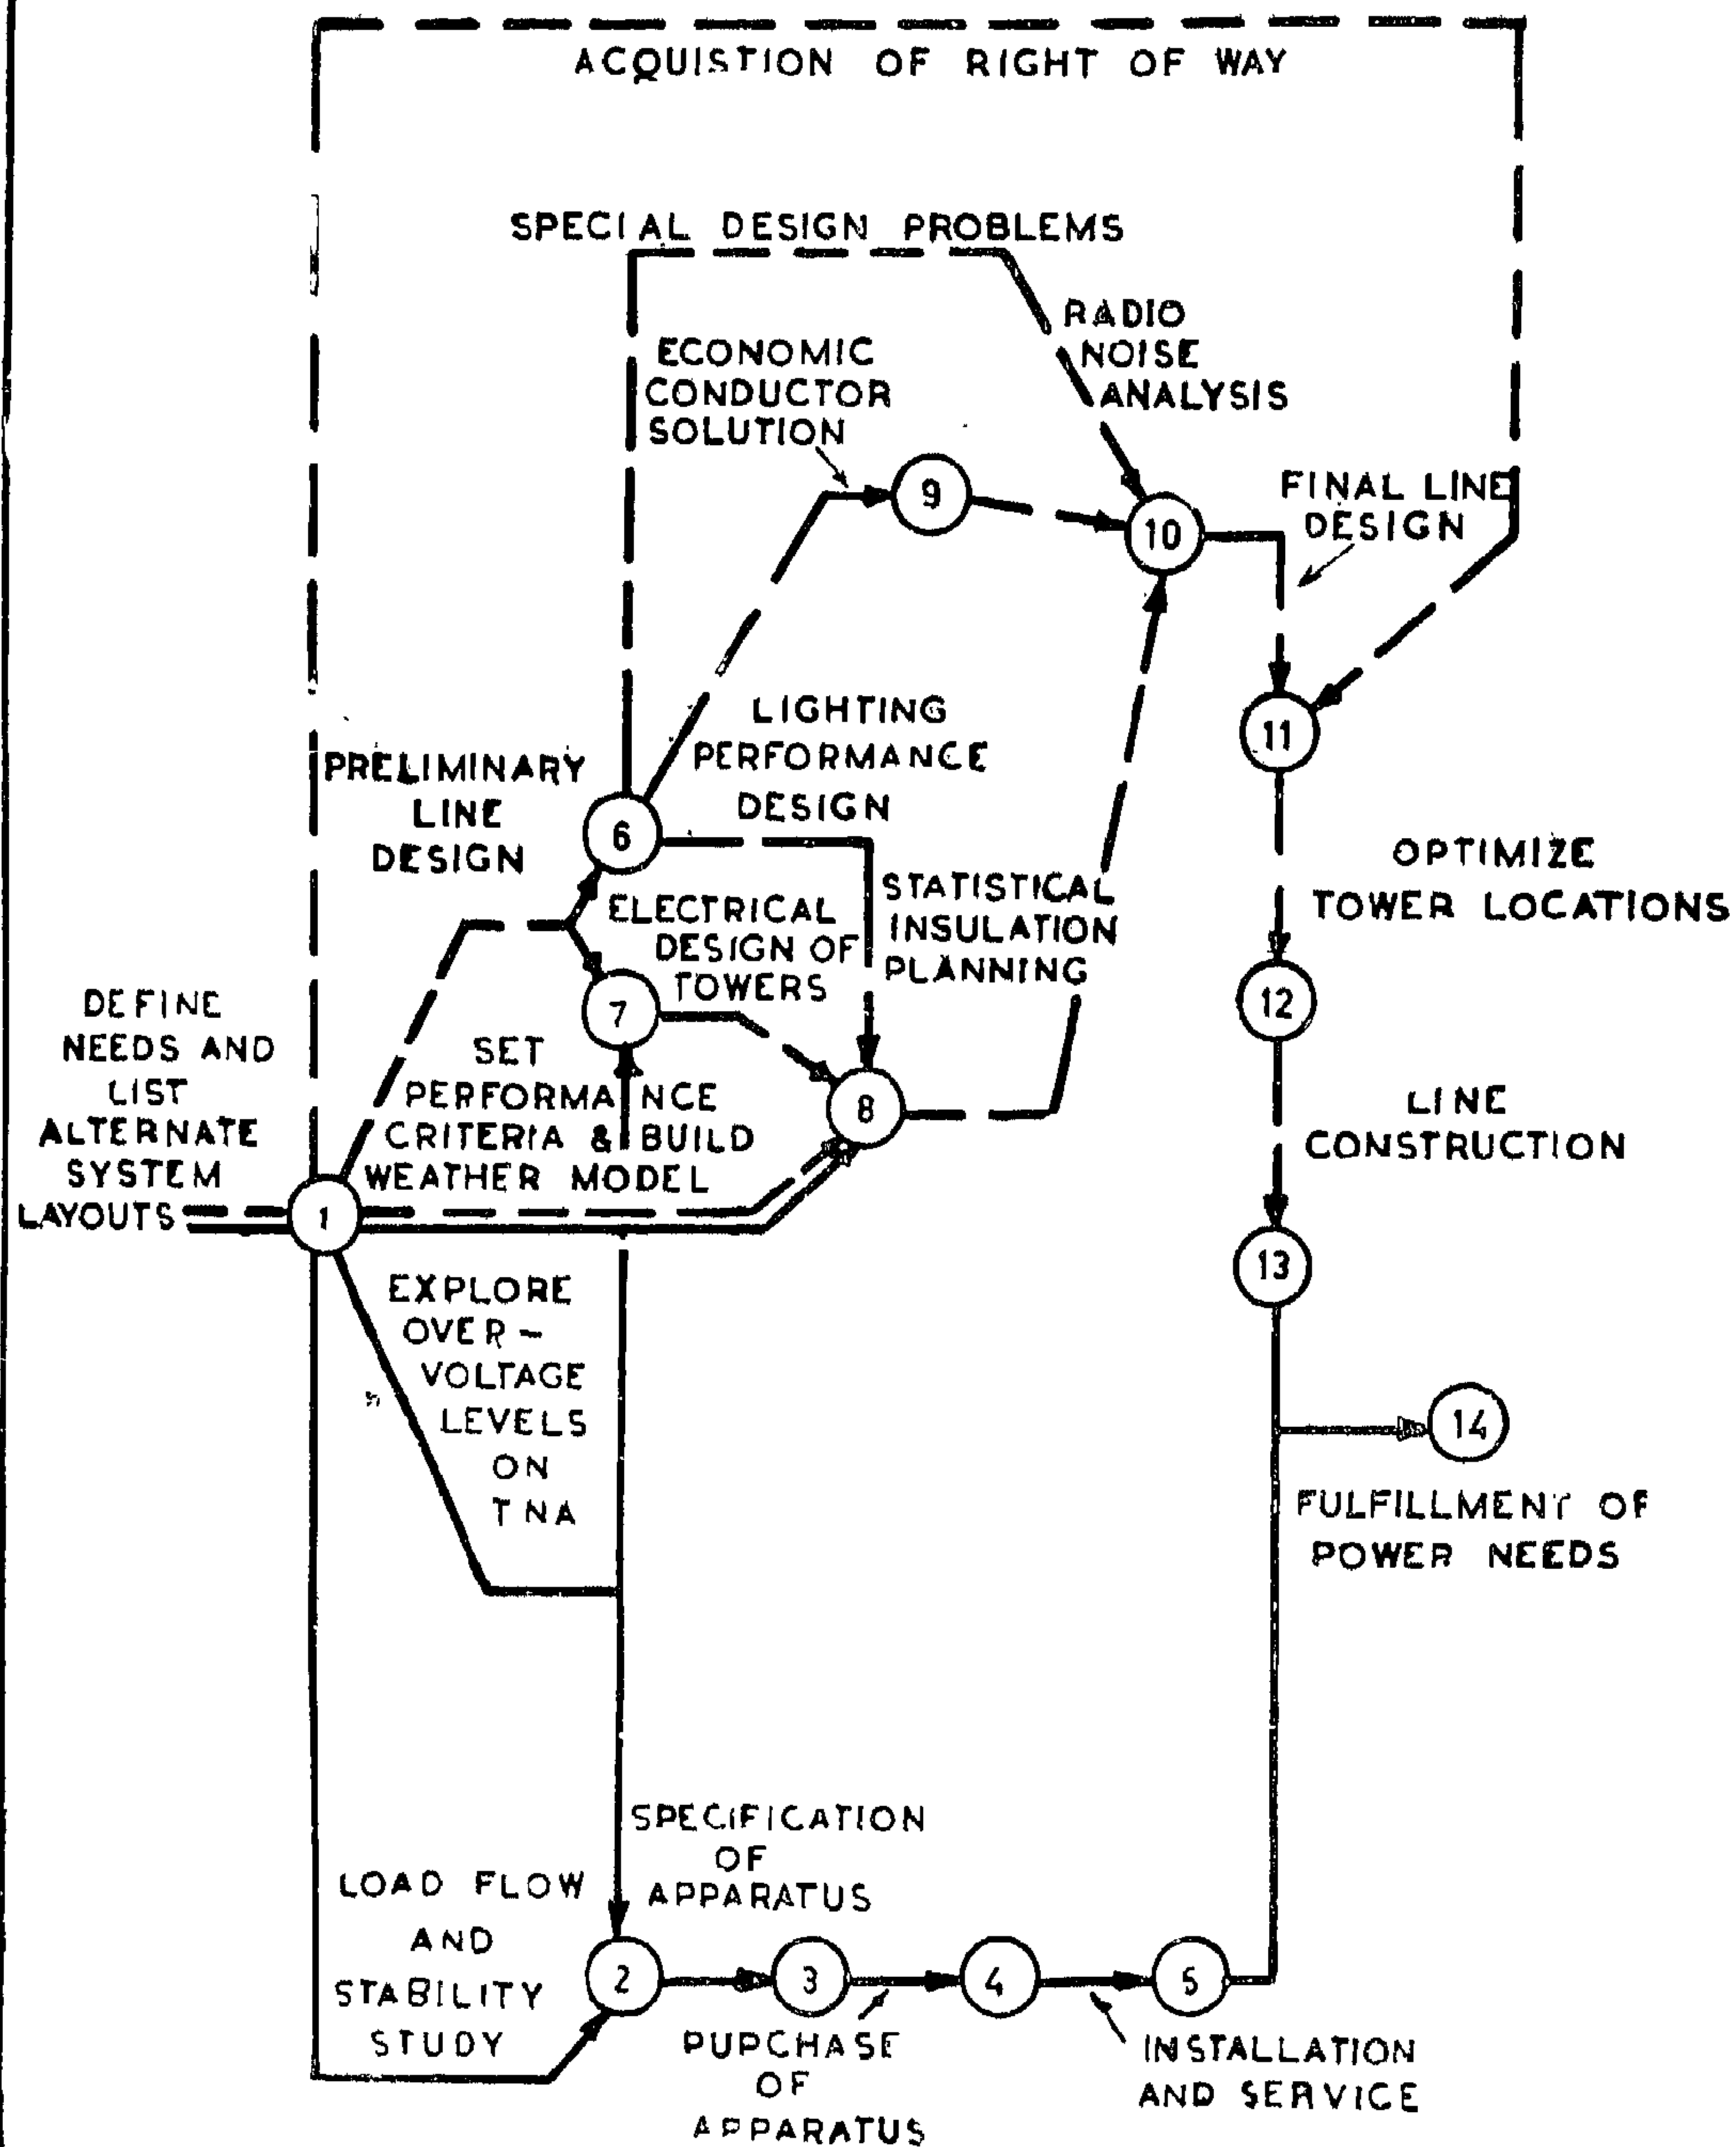 ACQUISTION OF RIGHT OF WAY
SPECIAL DESIGN PROBLEMS
RADIO
NOISE
ANALYSIS
ECONOMIC
CONDUCTOR
SOLUTION
9
10
FINAL LINE
DESIGN
11
LIGHTING
PERFORMANCE
DESIGN
PRELIMINARY
LINE
DESIGN
6
OPTIMIZE
TOWER LOCATIONS
STATISTICAL
INSULATION
PLANNING
ELECTRICAL
DESIGN OF
TOWERS
7
12
DEFINE
NEEDS AND
LIST
ALTERNATE
SYSTEM
LAYOUTS
SET
PERFORMANCE
CRITERIA & BUILD
WEATHER MODEL
8
LINE
CONSTRUCTION
1
13
EXPLORE
OVER-
VOLTAGE
LEVELS
ON
TNA
14
FULFILLMENT OF
POWER NEEDS
SPECIFICATION
OF
APPARATUS
LOAD FLOW
AND
STABILITY
STUDY
2
3
4
5
PUPCHASE
OF
APPARATUS
INSTALLATION
AND SERVICE